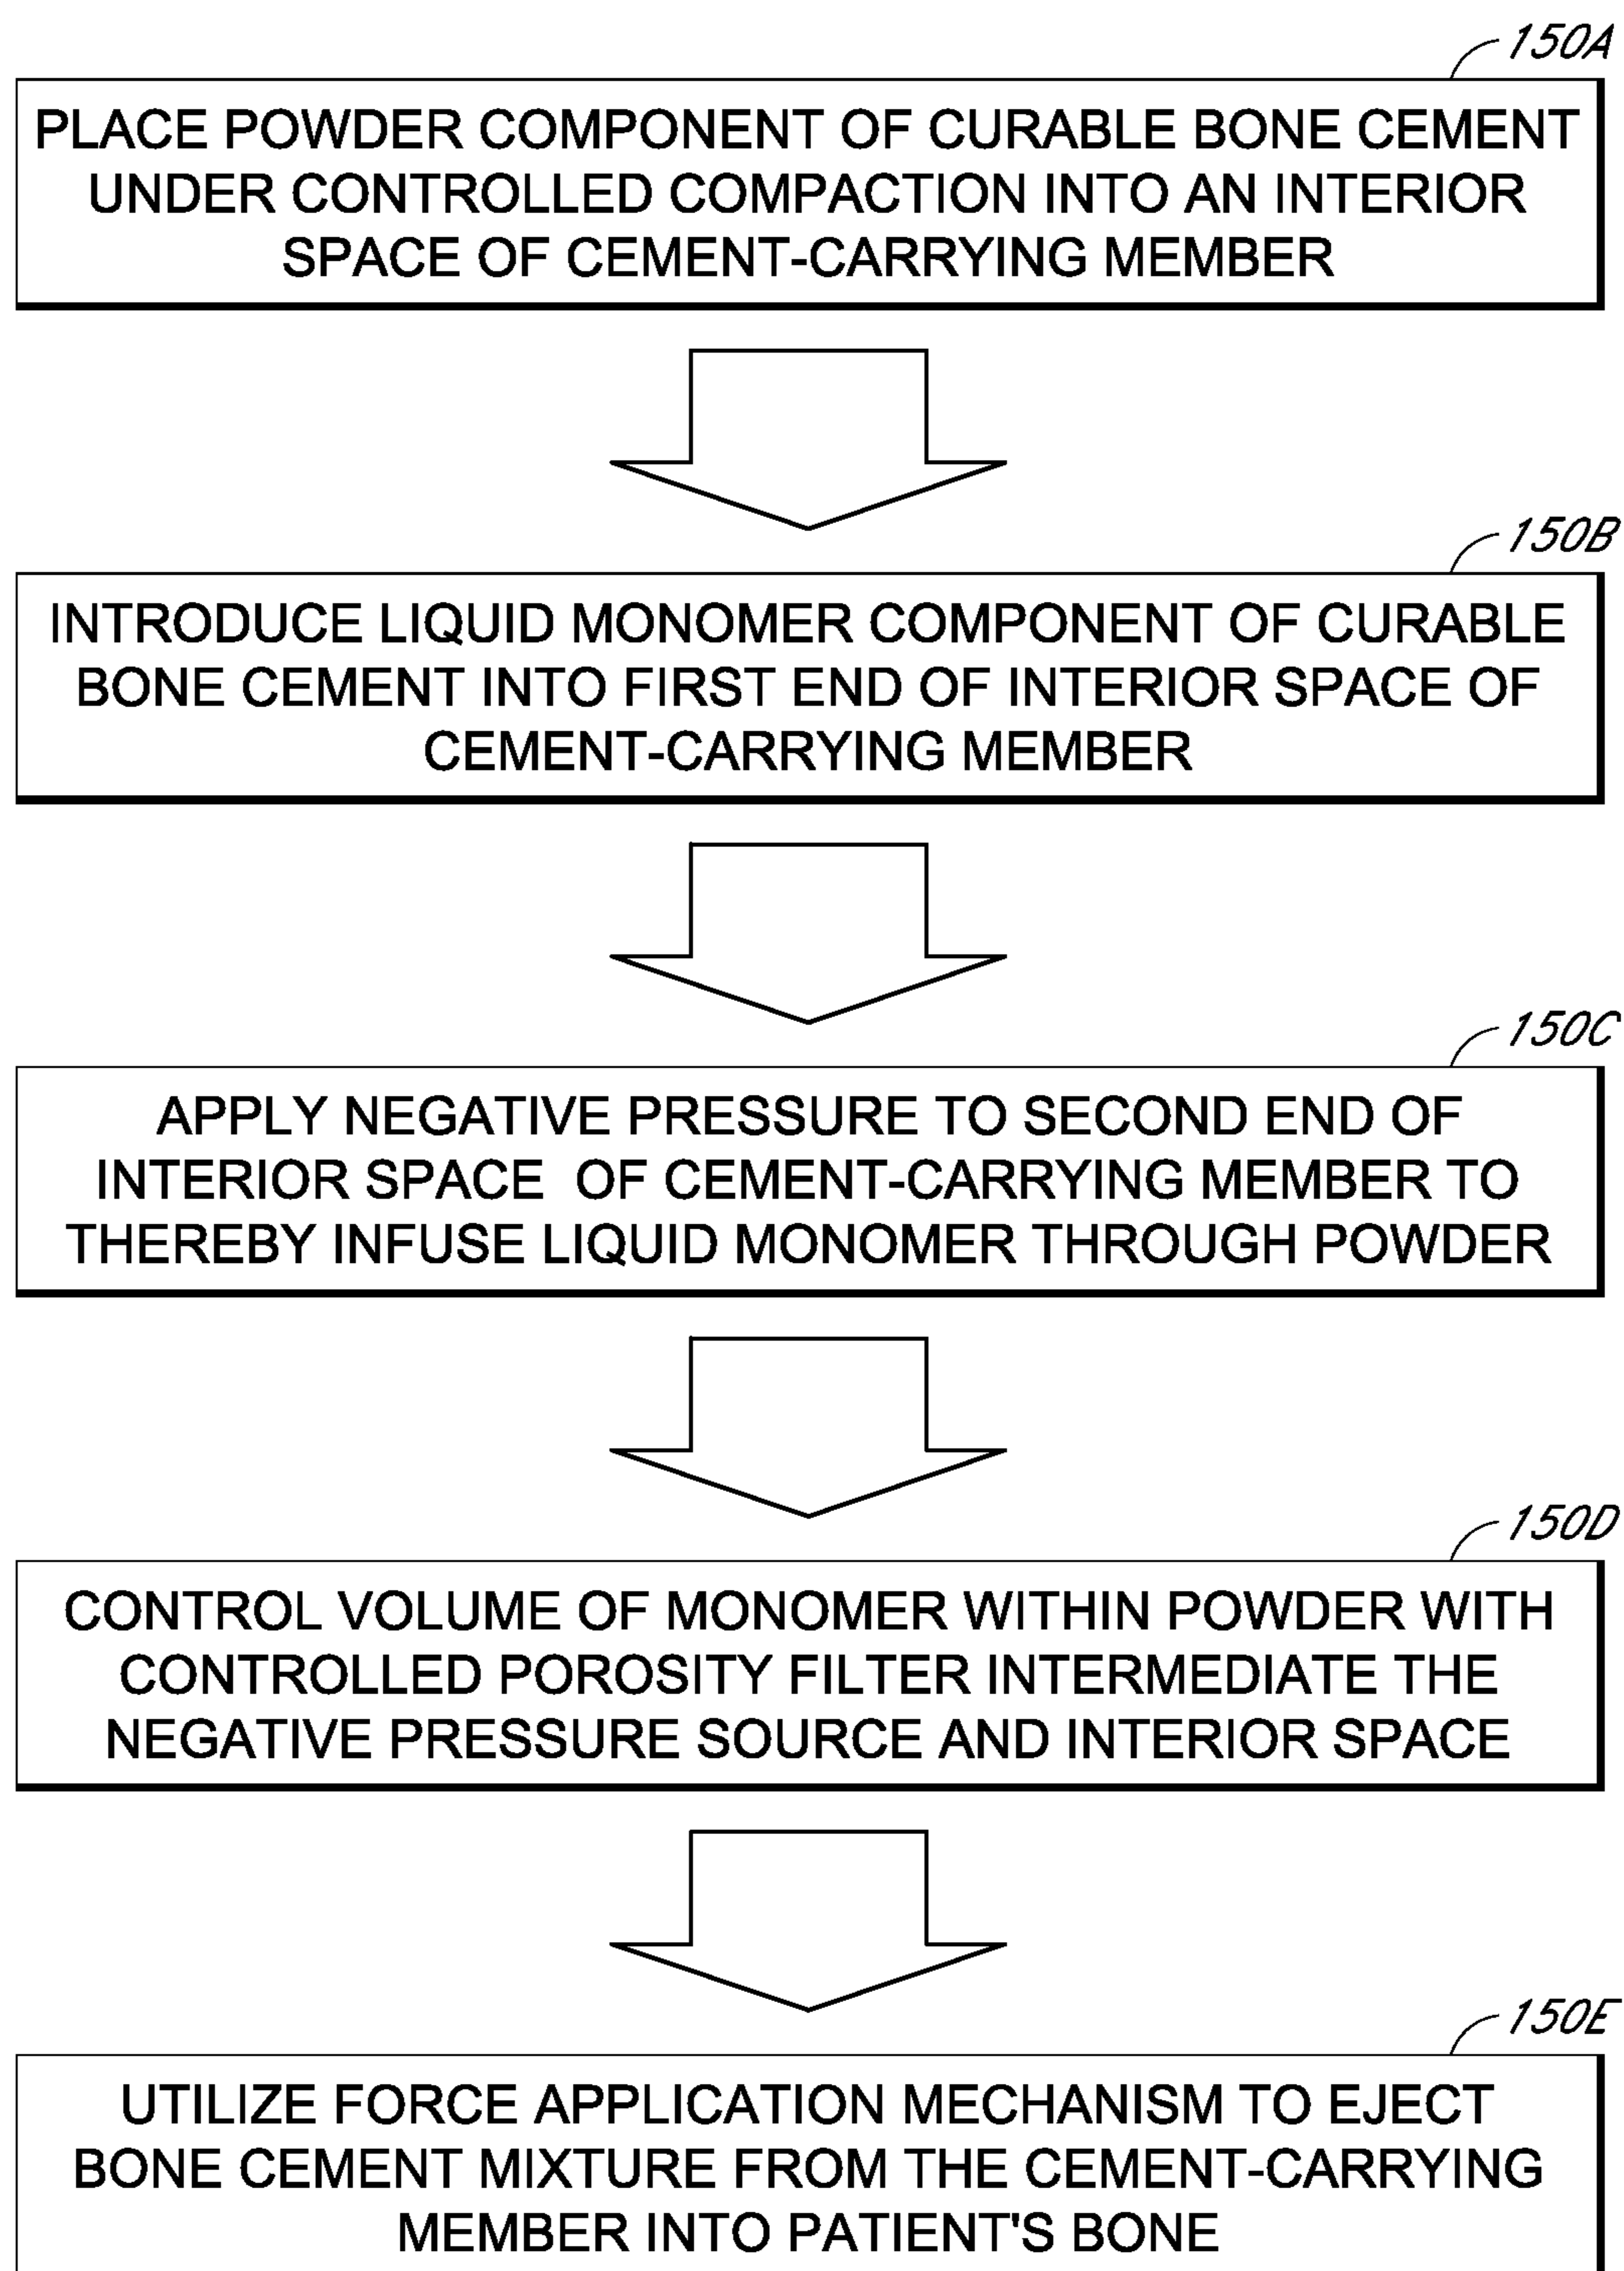 150A
PLACE POWDER COMPONENT OF CURABLE BONE CEMENT
UNDER CONTROLLED COMPACTION INTO AN INTERIOR
SPACE OF CEMENT-CARRYING MEMBER
150B
INTRODUCE LIQUID MONOMER COMPONENT OF CURABLE
BONE CEMENT INTO FIRST END OF INTERIOR SPACE OF
CEMENT-CARRYING MEMBER
150C
APPLY NEGATIVE PRESSURE TO SECOND END OF
INTERIOR SPACE OF CEMENT-CARRYING MEMBER TO
THEREBY INFUSE LIQUID MONOMER THROUGH POWDER
150D
CONTROL VOLUME OF MONOMER WITHIN POWDER WITH
CONTROLLED POROSITY FILTER INTERMEDIATE THE
NEGATIVE PRESSURE SOURCE AND INTERIOR SPACE
150E
UTILIZE FORCE APPLICATION MECHANISM TO EJECT
BONE CEMENT MIXTURE FROM THE CEMENT-CARRYING
MEMBER INTO PATIENT'S BONE